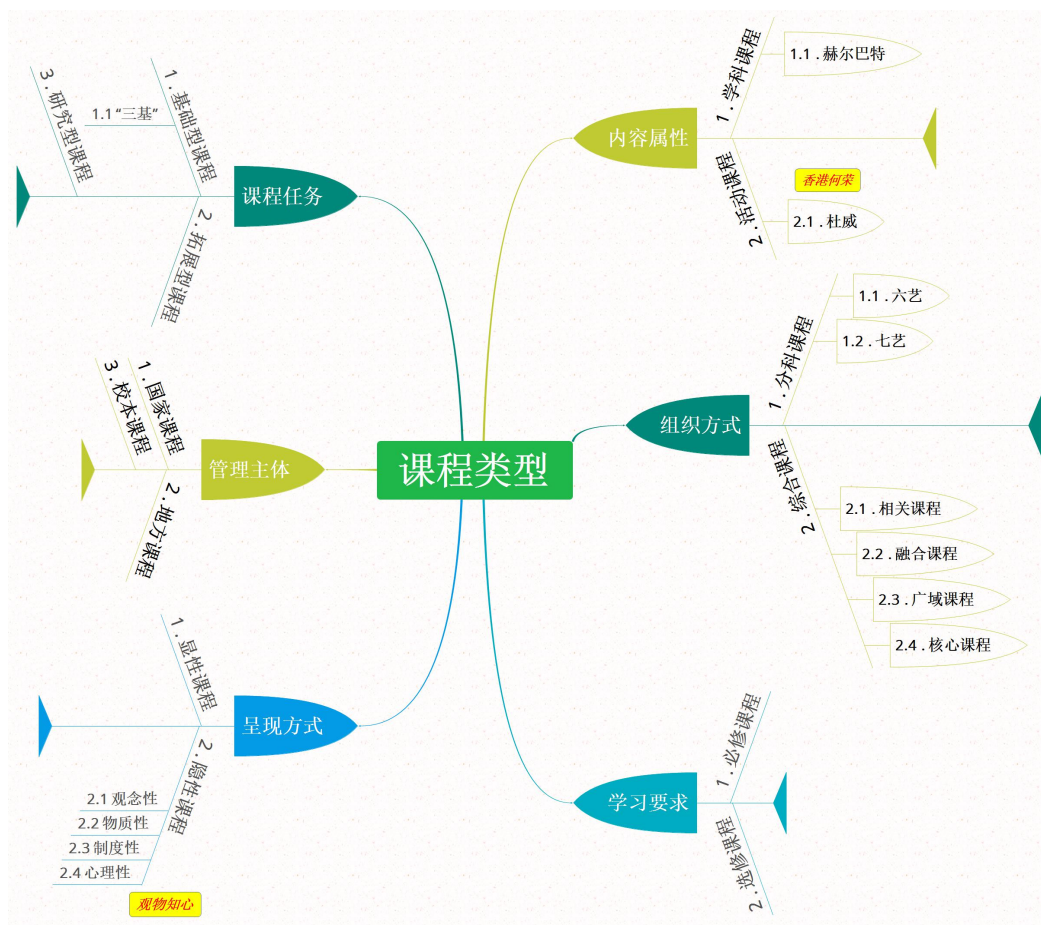 课程类型
内容属性
1 . 学科课程
1.1 . 赫尔巴特
2 . 活动课程
香港何荣
2.1 . 杜威
组织方式
1 . 分科课程
1.1 . 六艺
1.2 . 七艺
2 . 综合课程
2.1 . 相关课程
2.2 . 融合课程
2.3 . 广域课程
2.4 . 核心课程
学习要求
1 . 必修课程
2 . 选修课程
课程任务
1 . 基础型课程
1.1 “三基”
2 . 拓展型课程
3 . 研究型课程
管理主体
1 . 国家课程
2 . 地方课程
3 . 校本课程
呈现方式
1 . 显性课程
2 . 隐性课程
2.1 观念性
2.2 物质性
2.3 制度性
2.4 心理性
观物知心